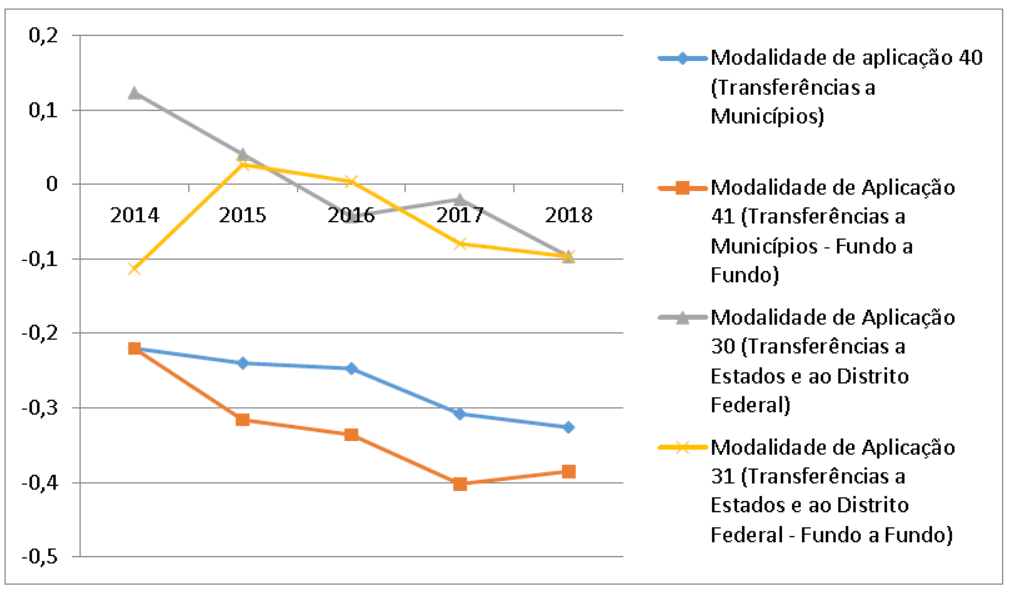 0,2
0,1
0
-0,1
-0,2
-0,3
-0,4
-0,5
2014 2015 2016 2017 2018
Modalidade de aplicação 40
(Transferências a
Municípios)
Modalidade de Aplicação
41 (Transferências a
Municípios - Fundo a
Fundo)
Modalidade de Aplicação
30 (Transferências a
Estados e ao Distrito
Federal)
Modalidade de Aplicação
31 (Transferências a
Estados e ao Distrito
Federal - Fundo a Fundo)